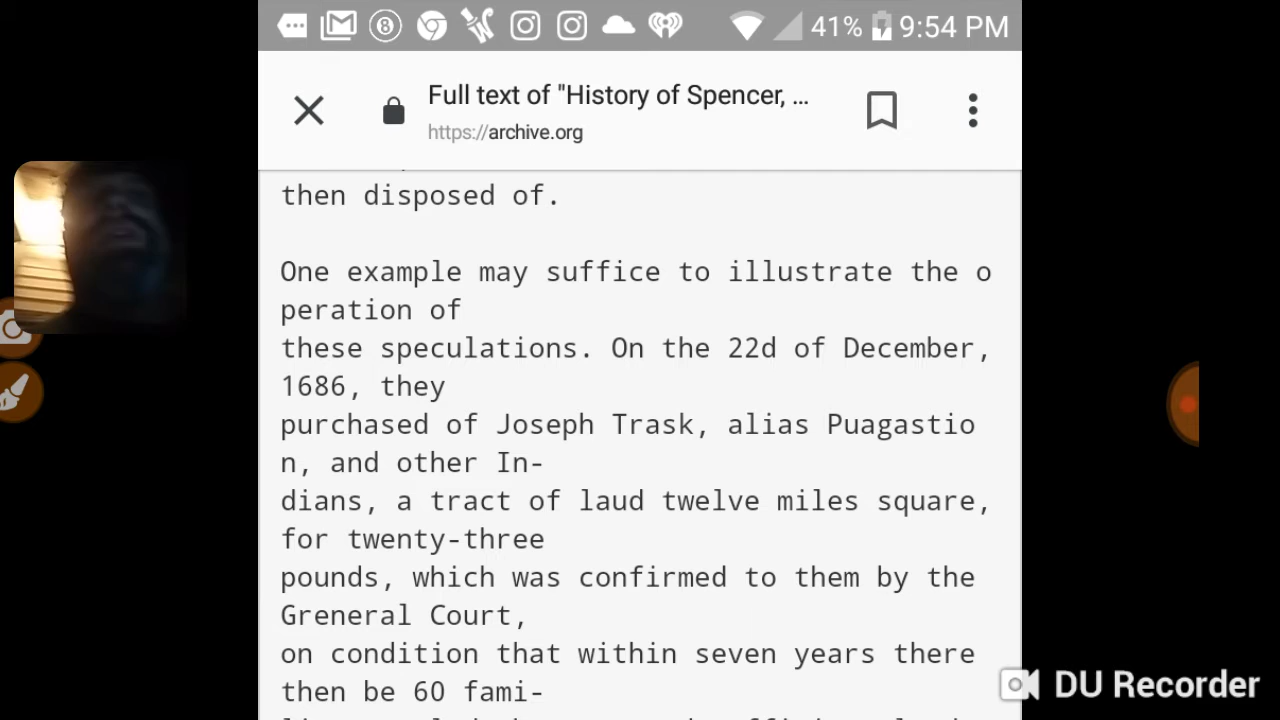 41% 9:54 PM
Full text of "History of Spencer, ...
https://archive.org
then disposed of.
One example may suffice to illustrate the o
peration of
these speculations. On the 22d of December,
1686, they
purchased of Joseph Trask, alias Puagastio
n, and other In-
dians, a tract of laud twelve miles square,
for twenty-three
pounds, which was confirmed to them by the
Greneral Court,
on condition that within seven years there
then be 60 fami-
DU Recorder